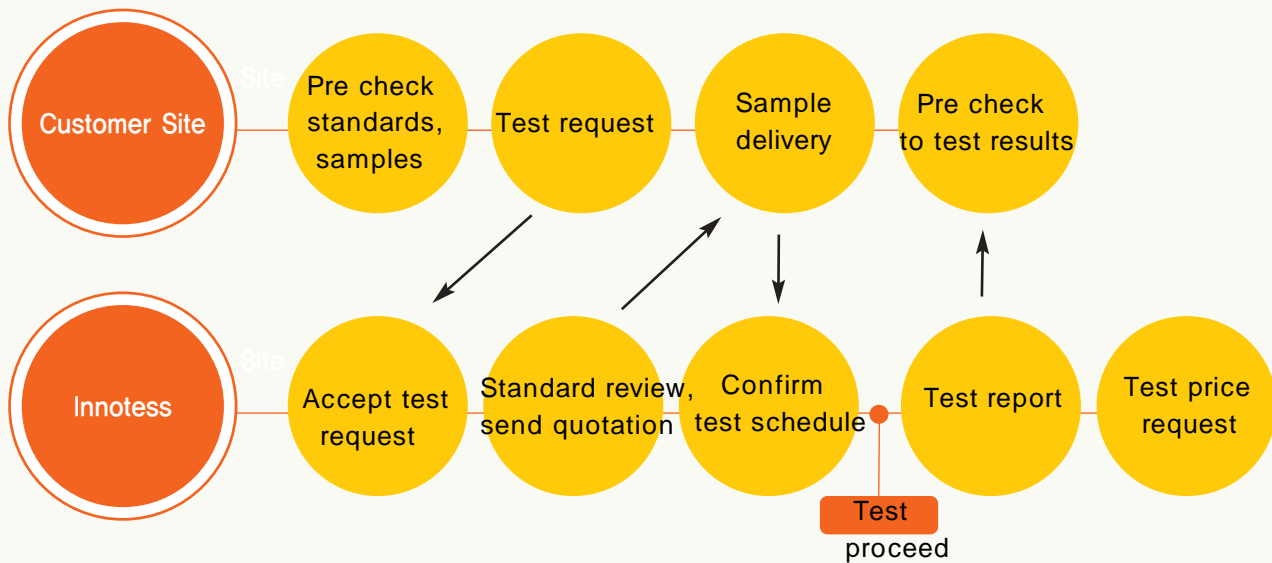 Customer Site
Site
Pre check
standards,
samples
Test request
Sample
delivery
Pre check
to test results
Innotess
Site
Accept test
request
Standard review,
send quotation
Confirm
test schedule
Test report
Test price
request
Test
proceed